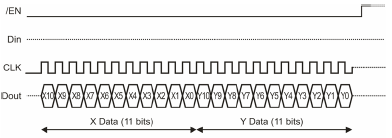 /EN
Din
CLK
Dout X10 X9 X8 X7 X6 X5 X4 X3 X2 X1 X0 Y10 Y9 Y8 Y7 Y6 Y5 Y4 Y3 Y2 Y1 Y0
X Data (11 bits) Y Data (11 bits)